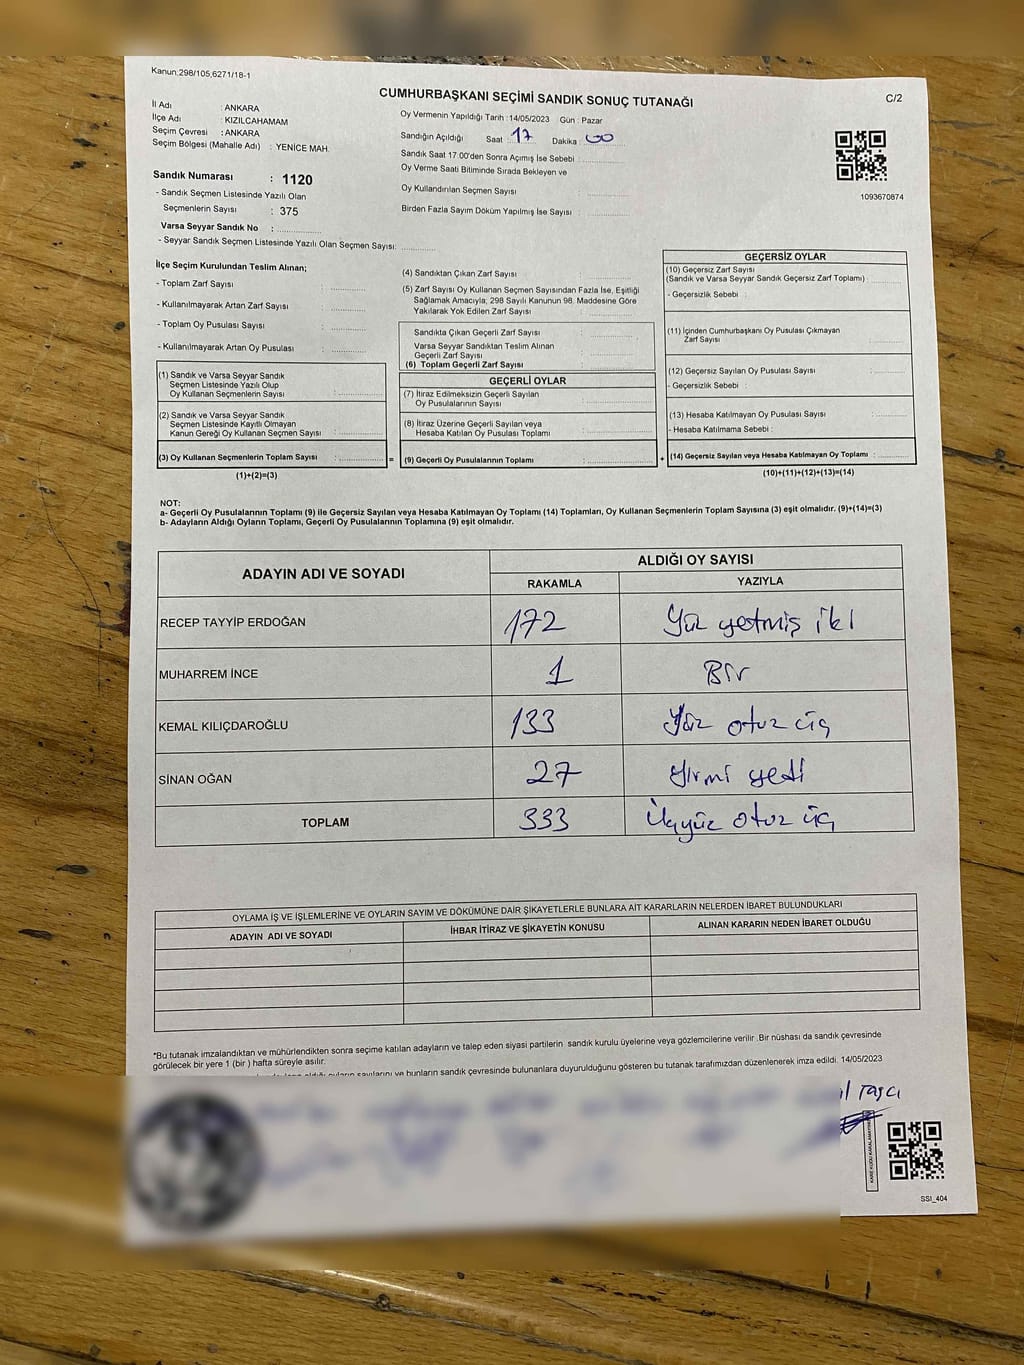 Kanun:298/105,6271/18-1
CUMHURBAŞKANI SEÇİMİ SANDIK SONUÇ TUTANAĞI
C/2
İl Adı : ANKARA
İlçe Adı : KIZILCAHAMAM
Seçim Çevresi : ANKARA
Seçim Bölgesi (Mahalle Adı) : YENİCE MAH.
Sandık Numarası : 1120
- Sandık Seçmen Listesinde Yazılı Olan
Seçmenlerin Sayısı : 375
Varsa Seyyar Sandık No :
- Seyyar Sandık Seçmen Listesinde Yazılı Olan Seçmen Sayısı:
Oy Vermenin Yapıldığı Tarih :14/05/2023 Gün : Pazar
Sandığın Açıldığı Saat : 17 Dakika : 00
Sandık Saat 17:00'den Sonra Açımış İse Sebebi :
Oy Verme Saati Bitiminde Sırada Bekleyen ve
Oy Kullandırılan Seçmen Sayısı :
Birden Fazla Sayım Döküm Yapılmış İse Sayısı :
1093670874
İlçe Seçim Kurulundan Teslim Alınan;
- Toplam Zarf Sayısı :
- Kullanılmayarak Artan Zarf Sayısı :
- Toplam Oy Pusulası Sayısı :
- Kullanılmayarak Artan Oy Pusulası :
(1) Sandık ve Varsa Seyyar Sandık
Seçmen Listesinde Yazılı Olup
Oy Kullanan Seçmenlerin Sayısı :
(2) Sandık ve Varsa Seyyar Sandık
Seçmen Listesinde Kayıtlı Olmayan
Kanun Gereği Oy Kullanan Seçmen Sayısı :
(3) Oy Kullanan Seçmenlerin Toplam Sayısı : =
(1)+(2)=(3)
(4) Sandıktan Çıkan Zarf Sayısı :
(5) Zarf Sayısı Oy Kullanan Seçmen Sayısından Fazla İse, Eşitliği
Sağlamak Amacıyla; 298 Sayılı Kanunun 98. Maddesine Göre
Yakılarak Yok Edilen Zarf Sayısı :
Sandıkta Çıkan Geçerli Zarf Sayısı :
Varsa Seyyar Sandıktan Teslim Alınan
Geçerli Zarf Sayısı :
(6) Toplam Geçerli Zarf Sayısı :
GEÇERLİ OYLAR
(7) İtiraz Edilmeksizin Geçerli Sayılan
Oy Pusulalarının Sayısı :
(8) İtiraz Üzerine Geçerli Sayılan veya
Hesaba Katılan Oy Pusulası Toplamı :
(9) Geçerli Oy Pusulalarının Toplamı : +
GEÇERSİZ OYLAR
(10) Geçersiz Zarf Sayısı
(Sandık ve Varsa Seyyar Sandık Geçersiz Zarf Toplamı) :
- Geçersizlik Sebebi :
(11) İçinden Cumhurbaşkanı Oy Pusulası Çıkmayan
Zarf Sayısı :
(12) Geçersiz Sayılan Oy Pusulası Sayısı :
- Geçersizlik Sebebi :
(13) Hesaba Katılmayan Oy Pusulası Sayısı :
- Hesaba Katılmama Sebebi :
(14) Geçersiz Sayılan veya Hesaba Katılmayan Oy Toplamı :
(10)+(11)+(12)+(13)=(14)
NOT:
a- Geçerli Oy Pusulalarının Toplamı (9) ile Geçersiz Sayılan veya Hesaba Katılmayan Oy Toplamı (14) Toplamları, Oy Kullanan Seçmenlerin Toplam Sayısına (3) eşit olmalıdır. (9)+(14)=(3)
b- Adayların Aldığı Oyların Toplamı, Geçerli Oy Pusulalarının Toplamına (9) eşit olmalıdır.
ADAYIN ADI VE SOYADI ALDIĞI OY SAYISI
RAKAMLA YAZIYLA
RECEP TAYYİP ERDOĞAN 172 Yüz yetmiş iki
MUHARREM İNCE 1 Bir
KEMAL KILIÇDAROĞLU 133 Yüz otuz üç
SİNAN OĞAN 27 Yirmi yedi
TOPLAM 333 Üçyüz otuz üç
OYLAMA İŞ VE İŞLEMLERİNE VE OYLARIN SAYIM VE DÖKÜMÜNE DAİR ŞİKAYETLERLE BUNLARA AİT KARARLARIN NELERDEN İBARET BULUNDUKLARI
ADAYIN ADI VE SOYADI İHBAR İTİRAZ VE ŞİKAYETİN KONUSU ALINAN KARARIN NEDEN İBARET OLDUĞU
*Bu tutanak imzalandıktan ve mühürlendikten sonra seçime katılan adayların ve talep eden siyasi partilerin sandık kurulu üyelerine veya gözlemcilerine verilir .Bir nüshası da sandık çevresinde
görülecek bir yere 1 (bir ) hafta süreyle asılır.
oyların sayılarını ve bunların sandık çevresinde bulunanlara duyurulduğunu gösteren bu tutanak tarafımızdan düzenlenerek imza edildi. 14/05/2023
Taşcı
SSI_404